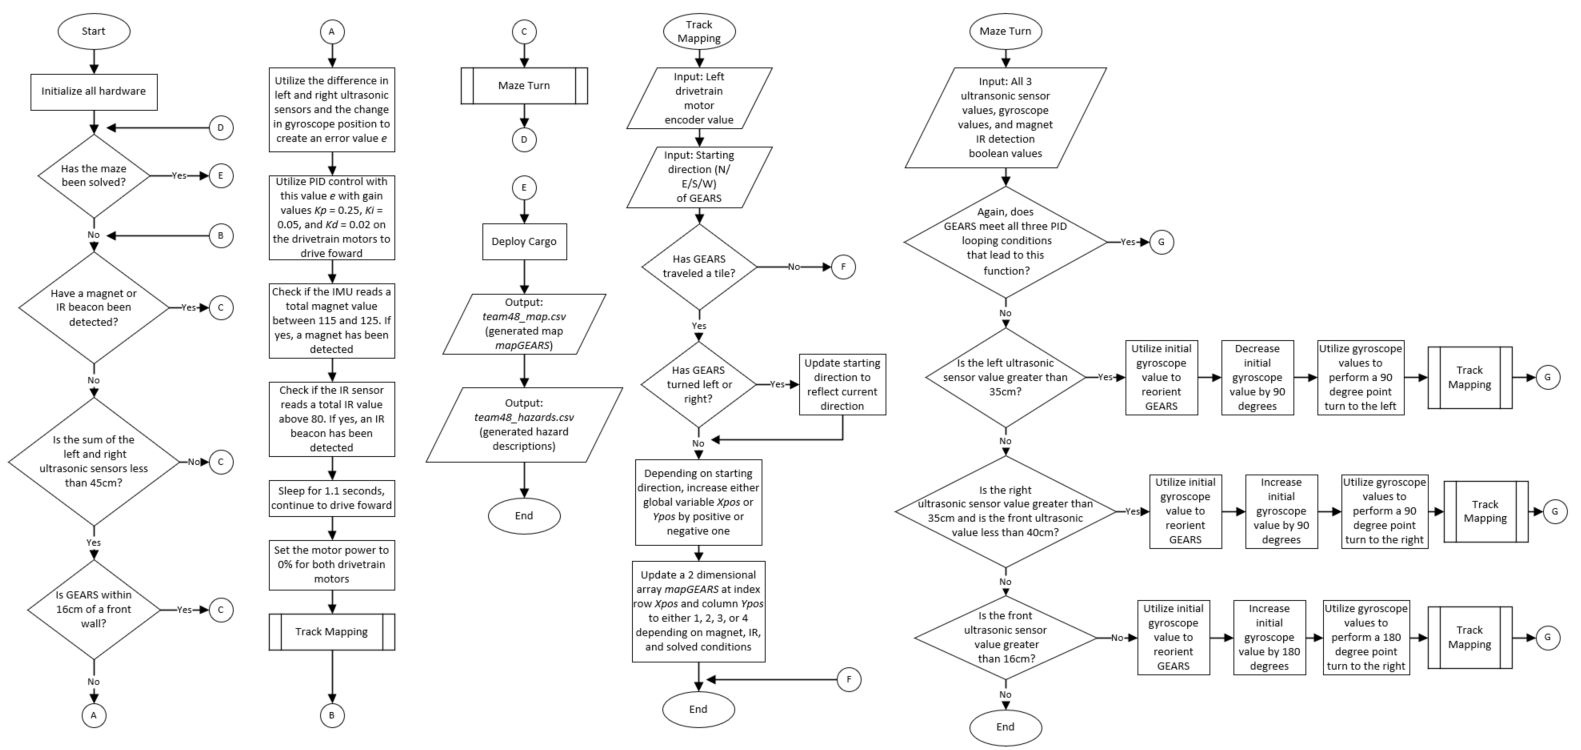 Start
Initialize all hardware
D
Has the maze
been solved?
Yes
E
No
B
Have a magnet or
IR beacon been
detected?
Yes
C
No
Is the sum of the
left and right
ultrasonic sensors less
than 45cm?
No
C
Yes
Is GEARS within
16cm of a front
wall?
Yes
C
No
A
A
Utilize the difference in
left and right ultrasonic
sensors and the change
in gyroscope position to
create an error value e
Utilize PID control with
this value e with gain
values Kp = 0.25, Ki =
0.05, and Kd = 0.02 on
the drivetrain motors to
drive foward
Check if the IMU reads a
total magnet value
between 115 and 125. If
yes, a magnet has been
detected
Check if the IR sensor
reads a total IR value
above 80. If yes, an IR
beacon has been
detected
Sleep for 1.1 seconds,
continue to drive foward
Set the motor power to
0% for both drivetrain
motors
Track Mapping
B
C
Maze Turn
D
E
Deploy Cargo
Output:
team48_map.csv
(generated map
mapGEARS)
Output:
team48_hazards.csv
(generated hazard
descriptions)
End
Track
Mapping
Input: Left
drivetrain
motor
encoder value
Input: Starting
direction (N/
E/S/W)
of GEARS
Has GEARS
traveled a tile?
No
F
Yes
Has GEARS
turned left or
right?
Yes
Update starting
direction to
reflect current
direction
No
Depending on starting
direction, increase either
global variable Xpos or
Ypos by positive or
negative one
Update a 2 dimensional
array mapGEARS at index
row Xpos and column Ypos
to either 1, 2, 3, or 4
depending on magnet, IR,
and solved conditions
F
End
Maze Turn
Input: All 3
ultransonic sensor
values, gyroscope
values, and magnet
IR detection
boolean values
Again, does
GEARS meet all three PID
looping conditions
that lead to this
function?
Yes
G
No
Is the left ultrasonic
sensor value greater than
35cm?
Yes
Utilize initial
gyroscope
value to
reorient
GEARS
Decrease
initial
gyroscope
value by 90
degrees
Utilize gyroscope
values to
perform a 90
degree point
turn to the left
Track
Mapping
G
No
Is the right
ultrasonic sensor value greater than
35cm and is the front ultrasonic
value less than 40cm?
Yes
Utilize initial
gyroscope
value to
reorient
GEARS
Increase
initial
gyroscope
value by 90
degrees
Utilize gyroscope
values to
perform a 90
degree point
turn to the right
Track
Mapping
G
No
Is the front
ultrasonic sensor
value greater
than 16cm?
No
Utilize initial
gyroscope
value to
reorient
GEARS
Increase
initial
gyroscope
value by 180
degrees
Utilize gyroscope
values to
perform a 180
degree point
turn to the right
Track
Mapping
G
No
End